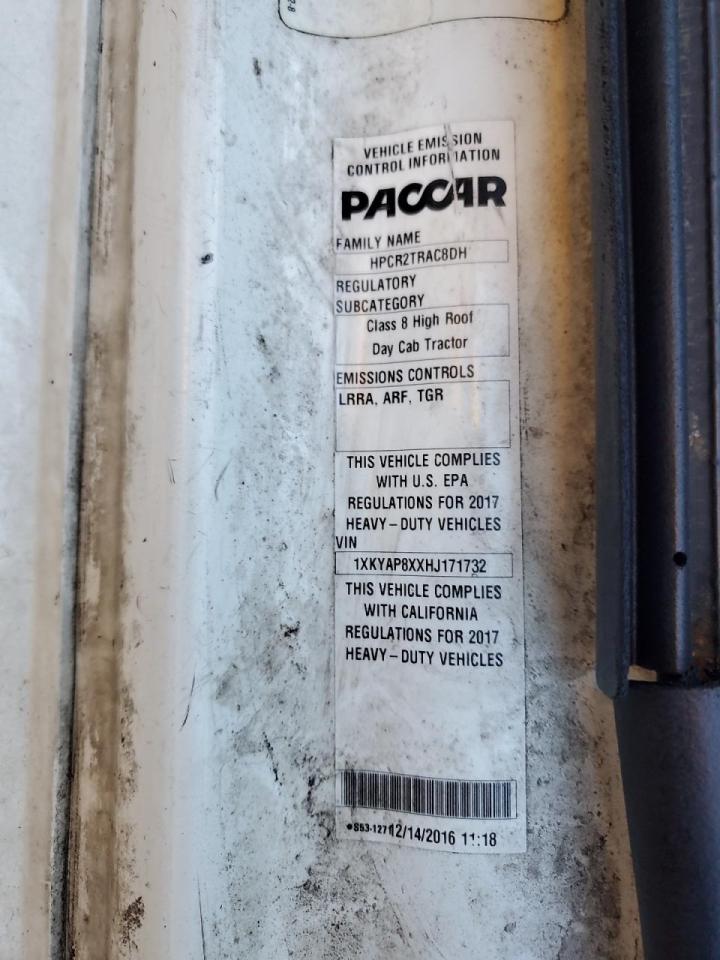 VEHICLE EMISSION
CONTROL INFORMATION
PACCAR
FAMILY NAME
HPCR2TRAC8DH
REGULATORY
SUBCATEGORY
Class 8 High Roof
Day Cab Tractor
EMISSIONS CONTROLS
LRRA, ARF, TGR
THIS VEHICLE COMPLIES
WITH U.S. EPA
REGULATIONS FOR 2017
HEAVY-DUTY VEHICLES
VIN
1XKYAP8XXHJ171732
THIS VEHICLE COMPLIES
WITH CALIFORNIA
REGULATIONS FOR 2017
HEAVY-DUTY VEHICLES
12/14/2016 11:18